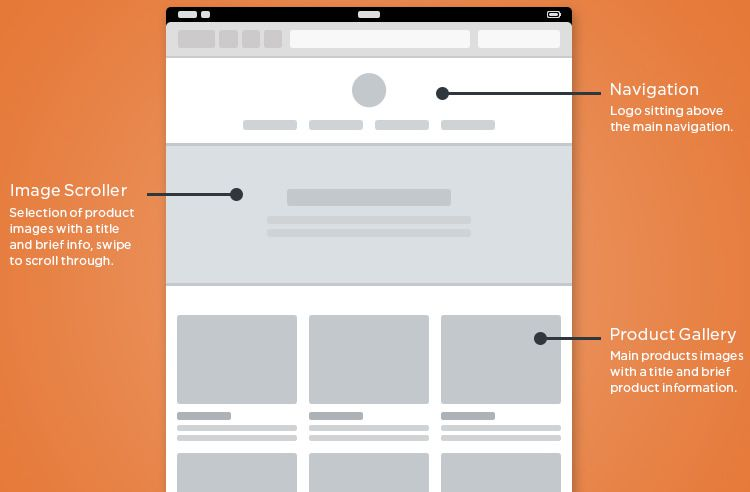 Navigation
Logo sitting above
the main navigation.
Image Scroller
Selection of product
images with a title
and brief info, swipe
to scroll through.
Product Gallery
Main products images
with a title and brief
product information.